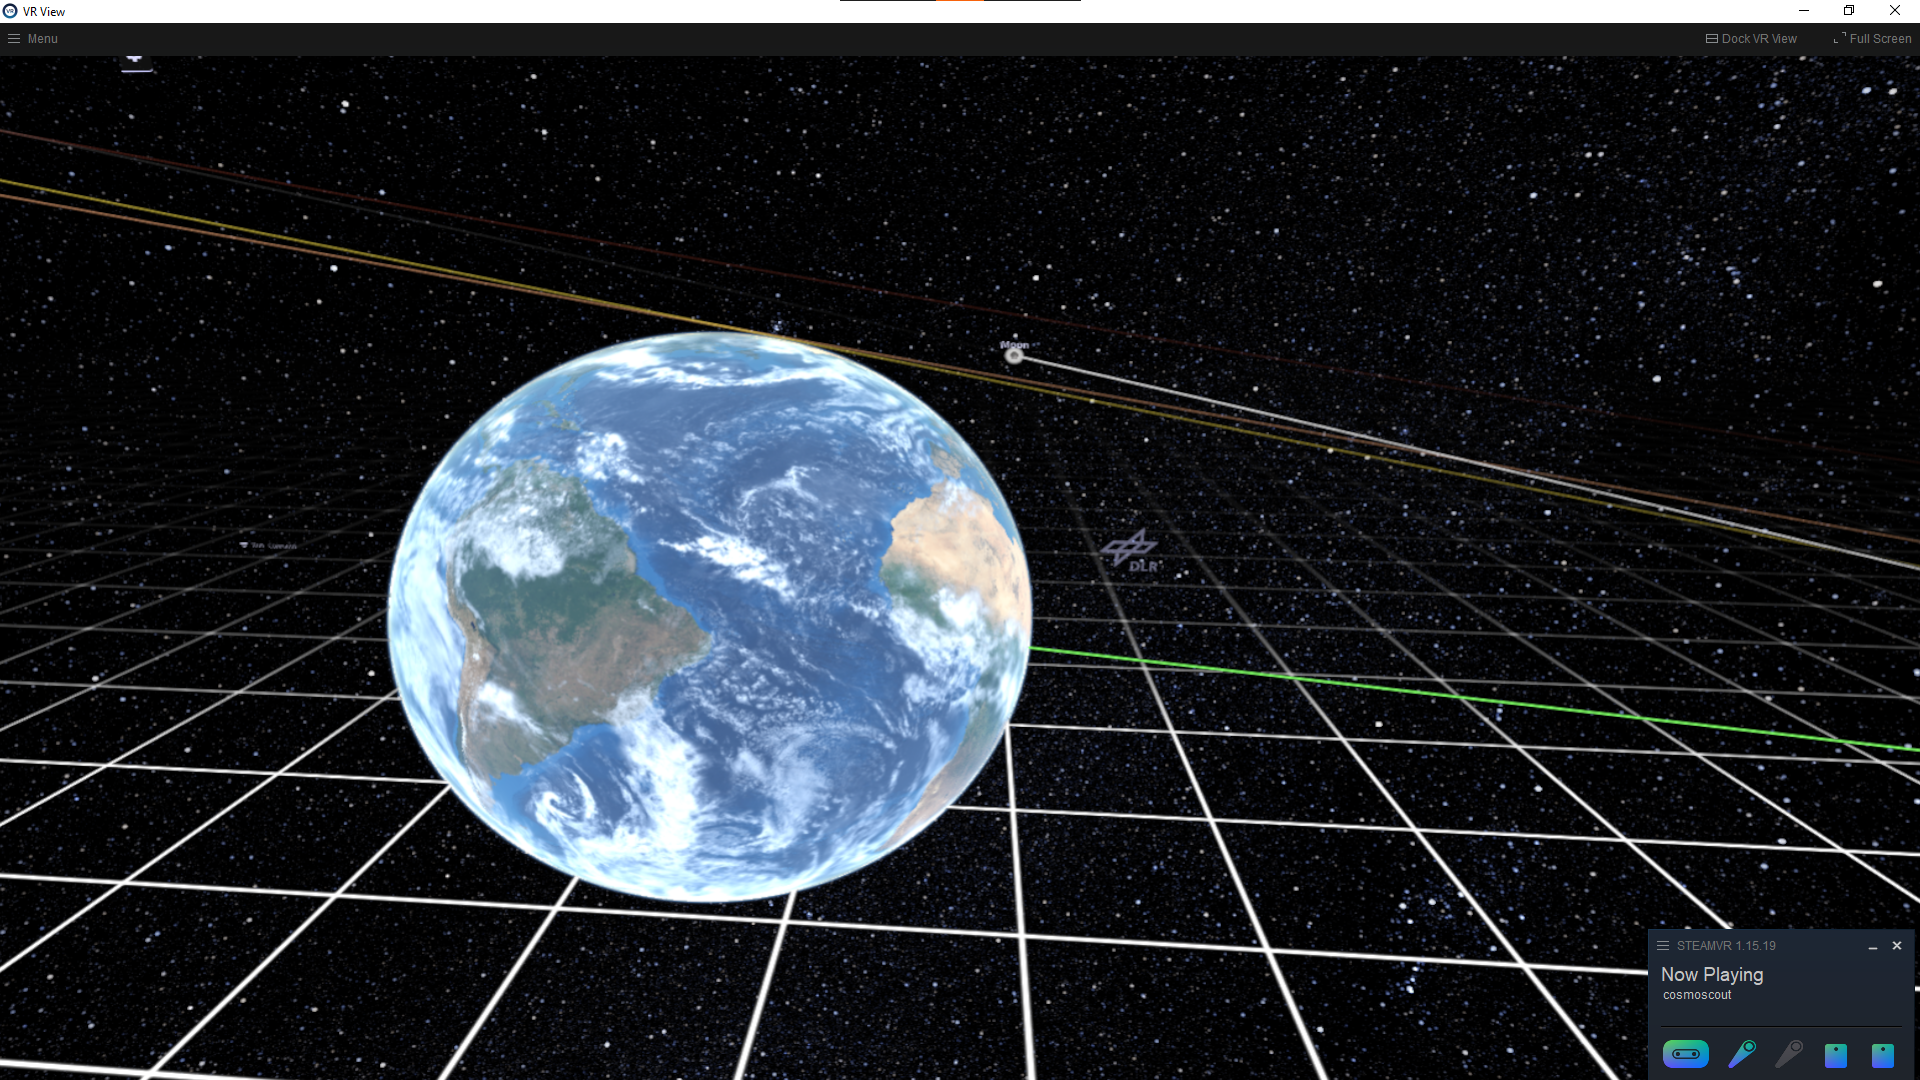 VR View
Menu
Dock VR View
Full Screen
Moon
DLR
STEAMVR 1.15.19
Now Playing
cosmoscout